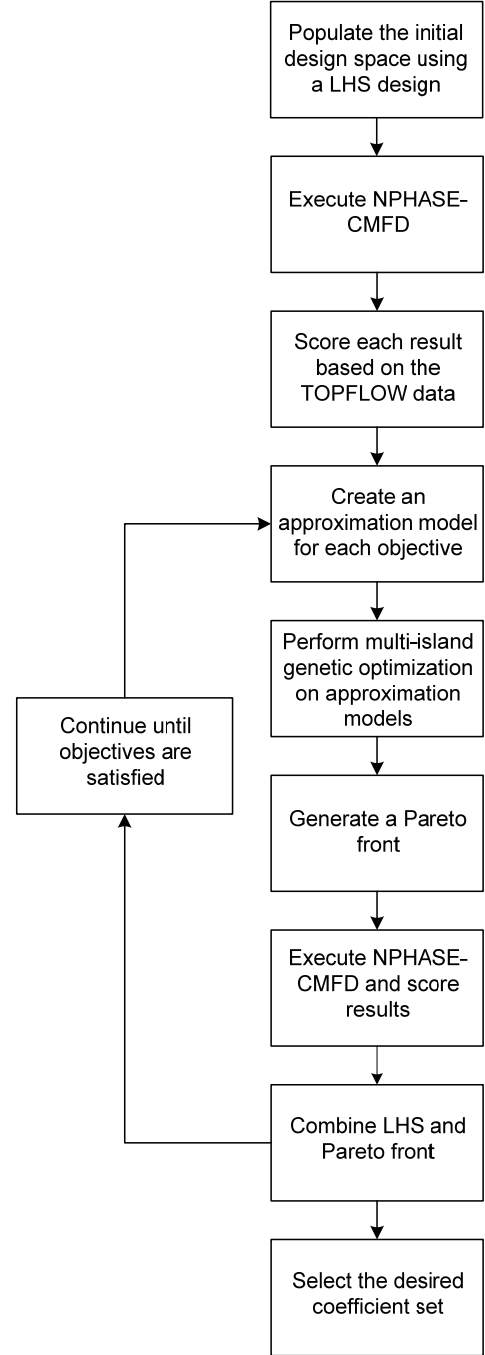 Populate the initial
design space using
a LHS design
Execute NPHASE-
CMFD
Score each result
based on the
TOPFLOW data
Create an
approximation model
for each objective
Perform multi-island
genetic optimization
on approximation
models
Continue until
objectives are
satisfied
Generate a Pareto
front
Execute NPHASE-
CMFD and score
results
Combine LHS and
Pareto front
Select the desired
coefficient set